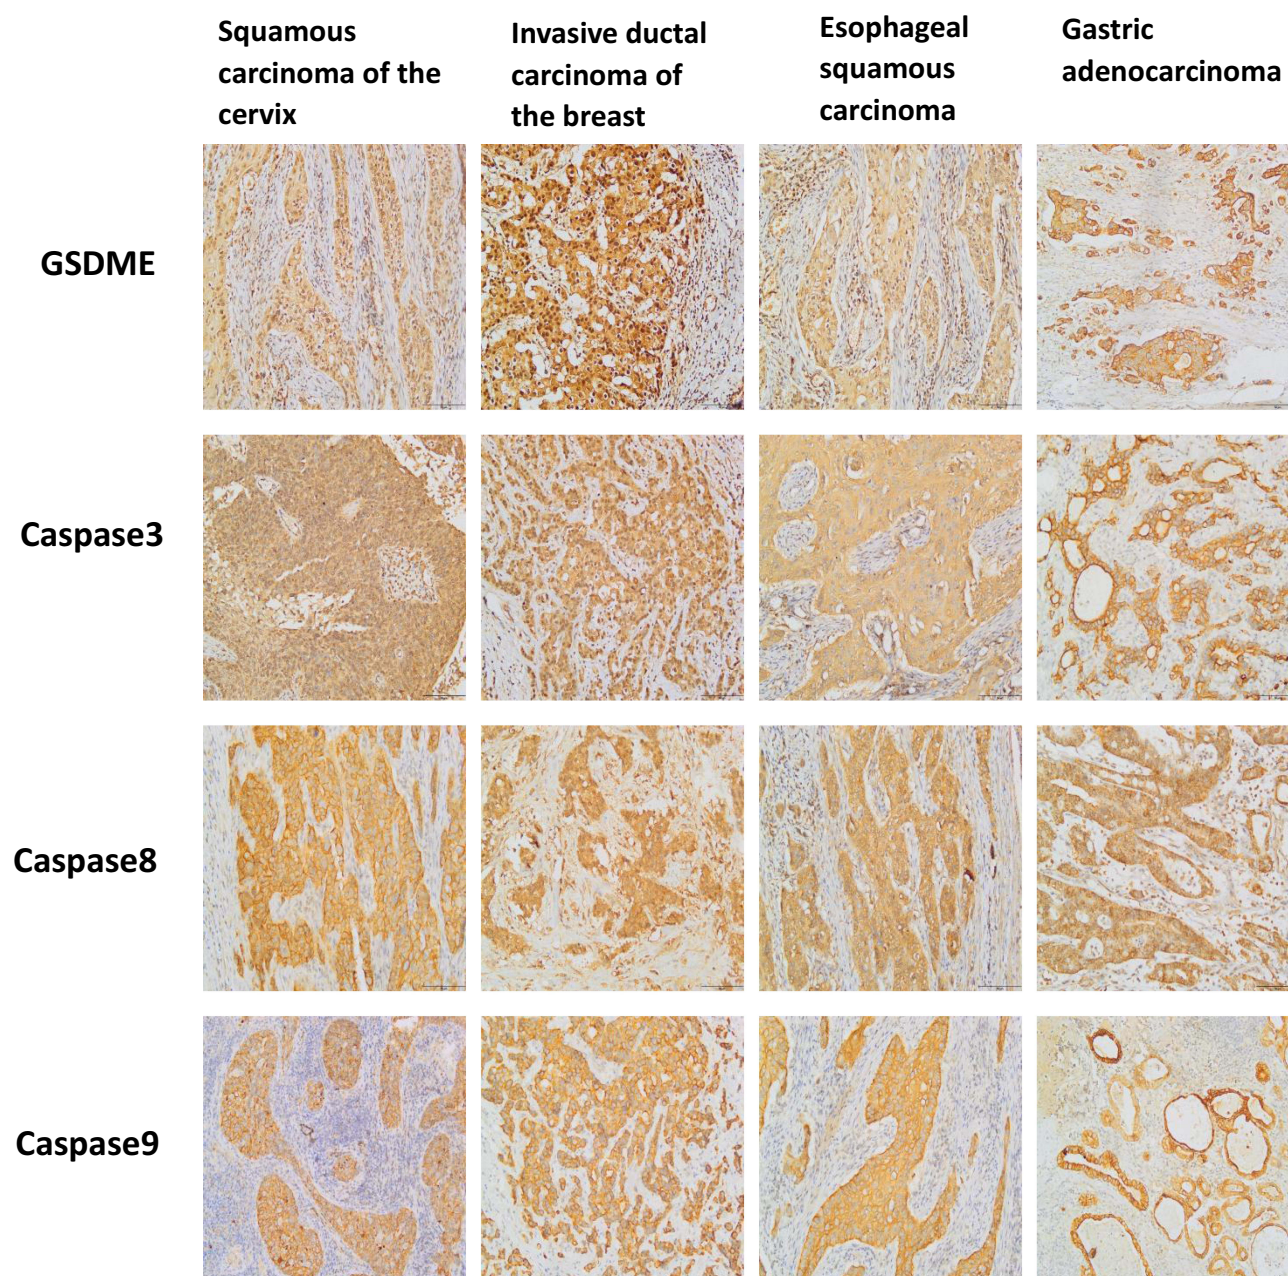 Squamous
carcinoma of the
cervix
Invasive ductal
carcinoma of
the breast
Esophageal
squamous
carcinoma
Gastric
adenocarcinoma
GSDME
Caspase3
Caspase8
Caspase9